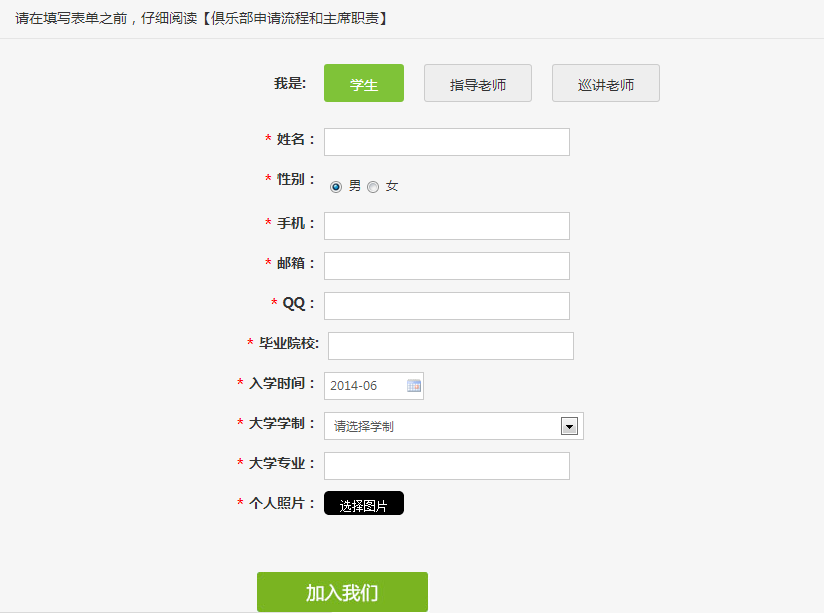 请在填写表单之前，仔细阅读【俱乐部申请流程和主席职责】
我是: 学生 指导老师 巡讲老师
* 姓名：
* 性别： 男 女
* 手机：
* 邮箱：
* QQ：
* 毕业院校:
* 入学时间： 2014-06
* 大学学制： 请选择学制
* 大学专业：
* 个人照片： 选择图片
加入我们